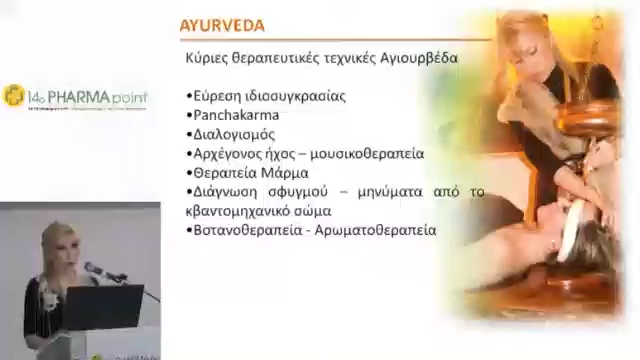 AYURVEDA
Κύριες θεραπευτικές τεχνικές Αγιουρβέδα
14ο PHARMA point
•Εύρεση ιδιοσυγκρασίας
•Panchakarma
•Διαλογισμός
•Αρχέγονος ήχος – μουσικοθεραπεία
•Θεραπεία Μάρμα
•Διάγνωση σφυγμού – μηνύματα από το
κβαντομηχανικό σώμα
•Βοτανοθεραπεία - Αρωματοθεραπεία